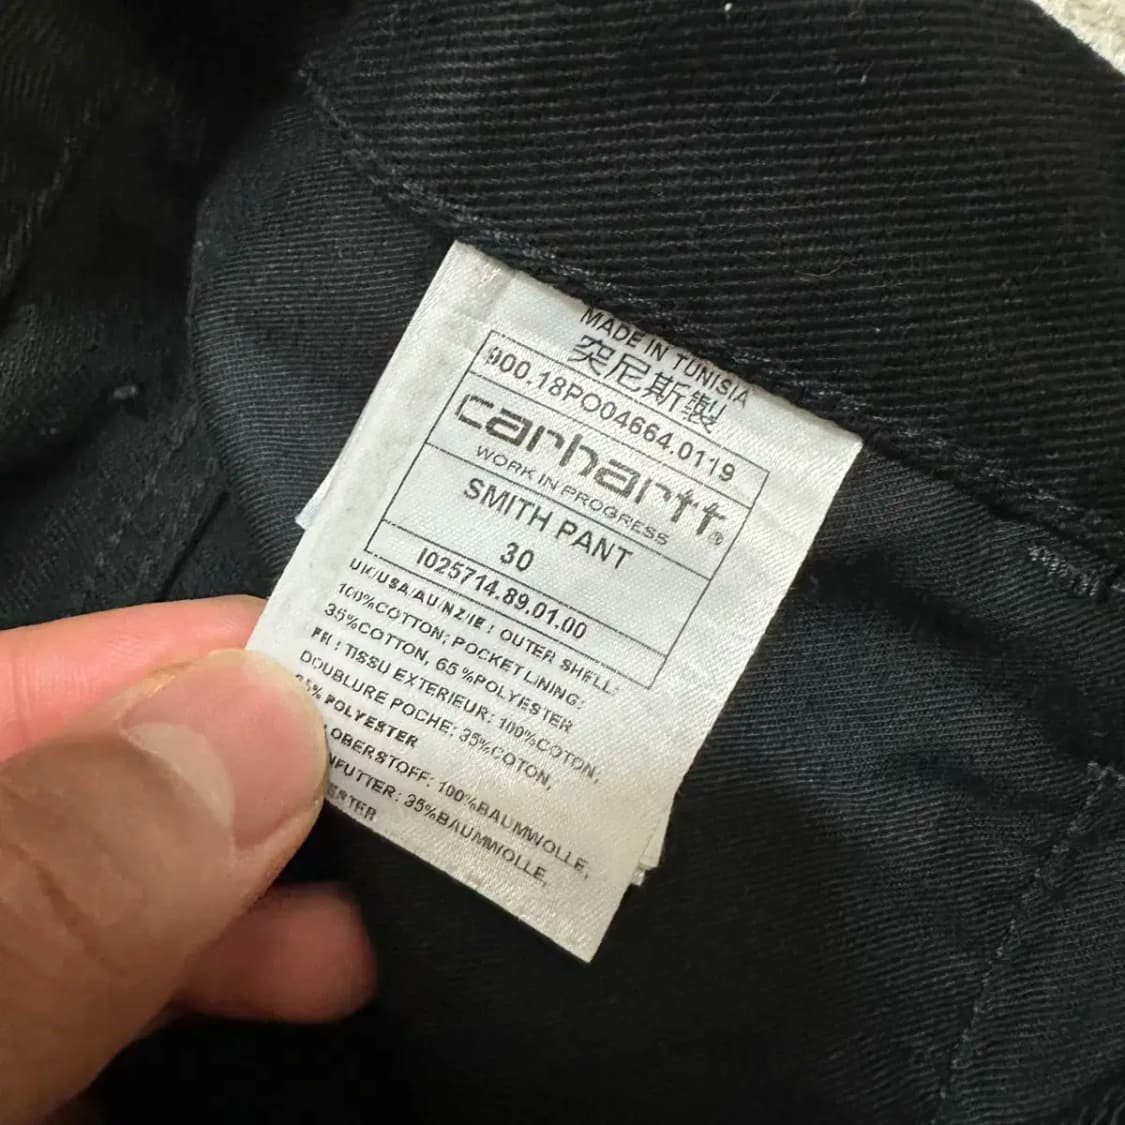 MADE IN TUNISIA
突尼斯製
900.18PO04664.0119
carhartt®
WORK IN PROGRESS
SMITH PANT
30
I025714.89.01.00
UK/USA/AU/NZ/IE: OUTER SHELL:
100%COTTON; POCKET LINING:
35%COTTON, 65%POLYESTER
FR: TISSU EXTERIEUR: 100%COTON,
DOUBLURE POCHE: 35%COTON,
65% POLYESTER
OBERSTOFF: 100%BAUMWOLLE,
35%BAUMWOLLE,